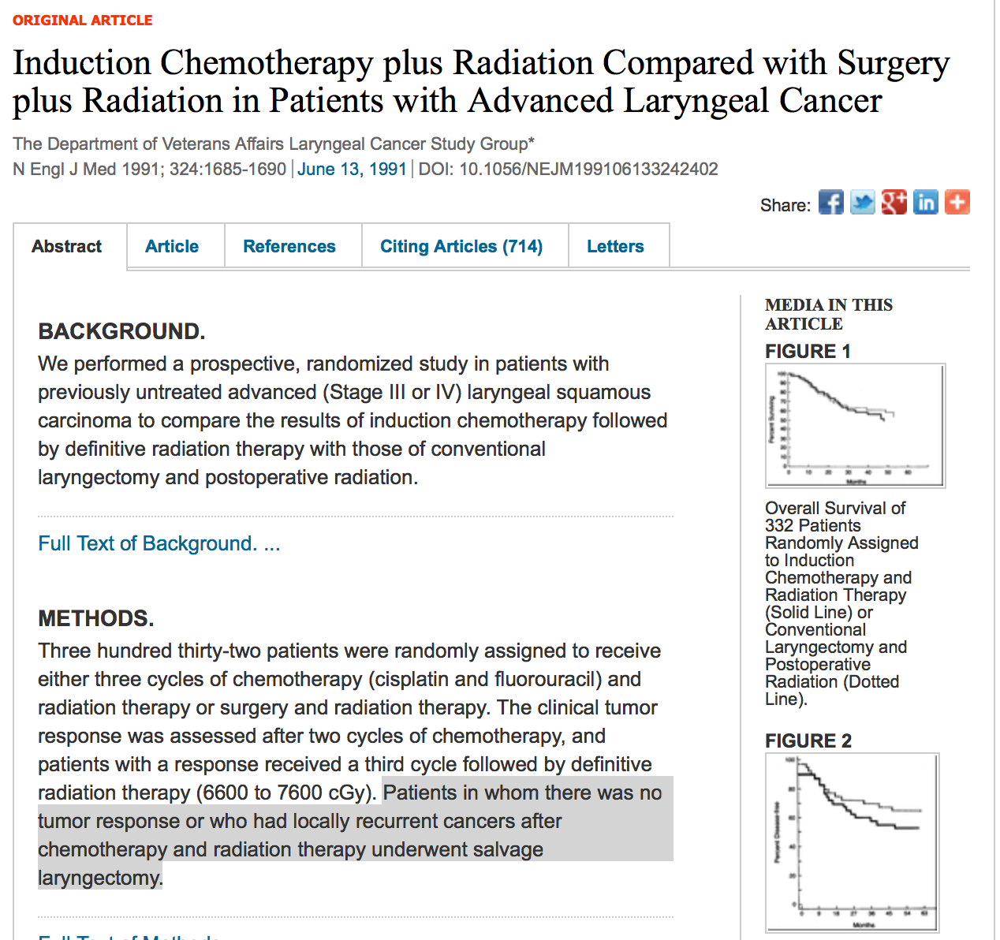 ORIGINAL ARTICLE
Induction Chemotherapy plus Radiation Compared with Surgery
plus Radiation in Patients with Advanced Laryngeal Cancer
The Department of Veterans Affairs Laryngeal Cancer Study Group*
N Engl J Med 1991; 324:1685-1690 | June 13, 1991 | DOI: 10.1056/NEJM199106133242402
Share:
Abstract
Article
References
Citing Articles (714)
Letters
BACKGROUND.
We performed a prospective, randomized study in patients with
previously untreated advanced (Stage III or IV) laryngeal squamous
carcinoma to compare the results of induction chemotherapy followed
by definitive radiation therapy with those of conventional
laryngectomy and postoperative radiation.
Full Text of Background. ...
METHODS.
Three hundred thirty-two patients were randomly assigned to receive
either three cycles of chemotherapy (cisplatin and fluorouracil) and
radiation therapy or surgery and radiation therapy. The clinical tumor
response was assessed after two cycles of chemotherapy, and
patients with a response received a third cycle followed by definitive
radiation therapy (6600 to 7600 cGy). Patients in whom there was no
tumor response or who had locally recurrent cancers after
chemotherapy and radiation therapy underwent salvage
laryngectomy.
Full Text of Methods
MEDIA IN THIS
ARTICLE
FIGURE 1
Percent Surviving
Months
Overall Survival of
332 Patients
Randomly Assigned
to Induction
Chemotherapy and
Radiation Therapy
(Solid Line) or
Conventional
Laryngectomy and
Postoperative
Radiation (Dotted
Line).
FIGURE 2
Percent Disease-free
Months